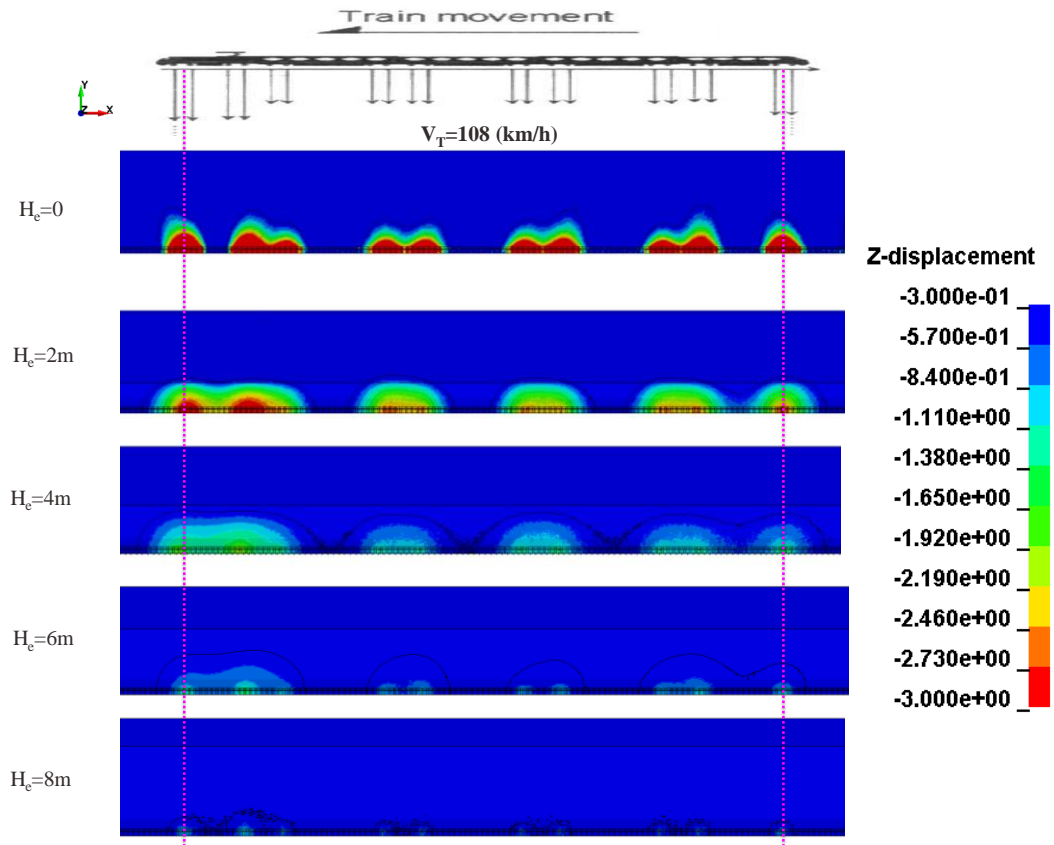 Train movement
Y
Z
X
V_T=108 (km/h)
H_e=0
H_e=2m
H_e=4m
H_e=6m
H_e=8m
Z-displacement
-3.000e-01
-5.700e-01
-8.400e-01
-1.110e+00
-1.380e+00
-1.650e+00
-1.920e+00
-2.190e+00
-2.460e+00
-2.730e+00
-3.000e+00